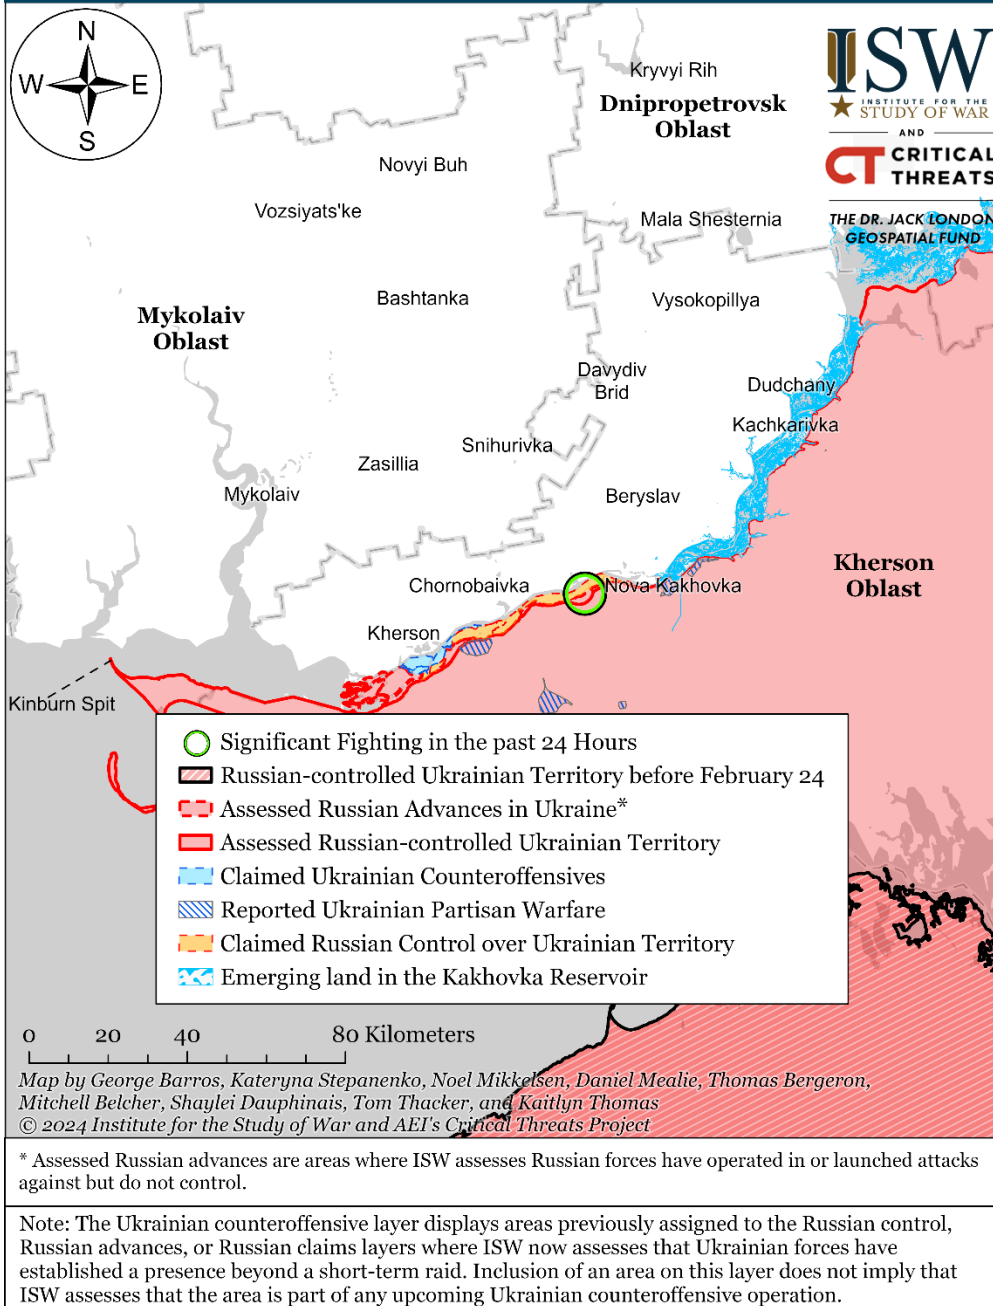 N
W E
S
Kryvyi Rih
Dnipropetrovsk
Oblast
ISW
INSTITUTE FOR THE
STUDY OF WAR
AND
CT CRITICAL
THREATS
THE DR. JACK LONDON
GEOSPATIAL FUND
Novyi Buh
Vozsiyats'ke
Mala Shesternia
Bashtanka
Vysokopillya
Mykolaiv
Oblast
Davydiv
Brid
Dudchany
Kachkarivka
Snihurivka
Zasillia
Mykolaiv
Beryslav
Kherson
Oblast
Chornobaivka
Nova Kakhovka
Kherson
Kinburn Spit
Significant Fighting in the past 24 Hours
Russian-controlled Ukrainian Territory before February 24
Assessed Russian Advances in Ukraine*
Assessed Russian-controlled Ukrainian Territory
Claimed Ukrainian Counteroffensives
Reported Ukrainian Partisan Warfare
Claimed Russian Control over Ukrainian Territory
Emerging land in the Kakhovka Reservoir
0 20 40 80 Kilometers
Map by George Barros, Kateryna Stepanenko, Noel Mikkelsen, Daniel Mealie, Thomas Bergeron,
Mitchell Belcher, Shaylei Dauphinais, Tom Thacker, and Kaitlyn Thomas
© 2024 Institute for the Study of War and AEI's Critical Threats Project
* Assessed Russian advances are areas where ISW assesses Russian forces have operated in or launched attacks
against but do not control.
Note: The Ukrainian counteroffensive layer displays areas previously assigned to the Russian control,
Russian advances, or Russian claims layers where ISW now assesses that Ukrainian forces have
established a presence beyond a short-term raid. Inclusion of an area on this layer does not imply that
ISW assesses that the area is part of any upcoming Ukrainian counteroffensive operation.